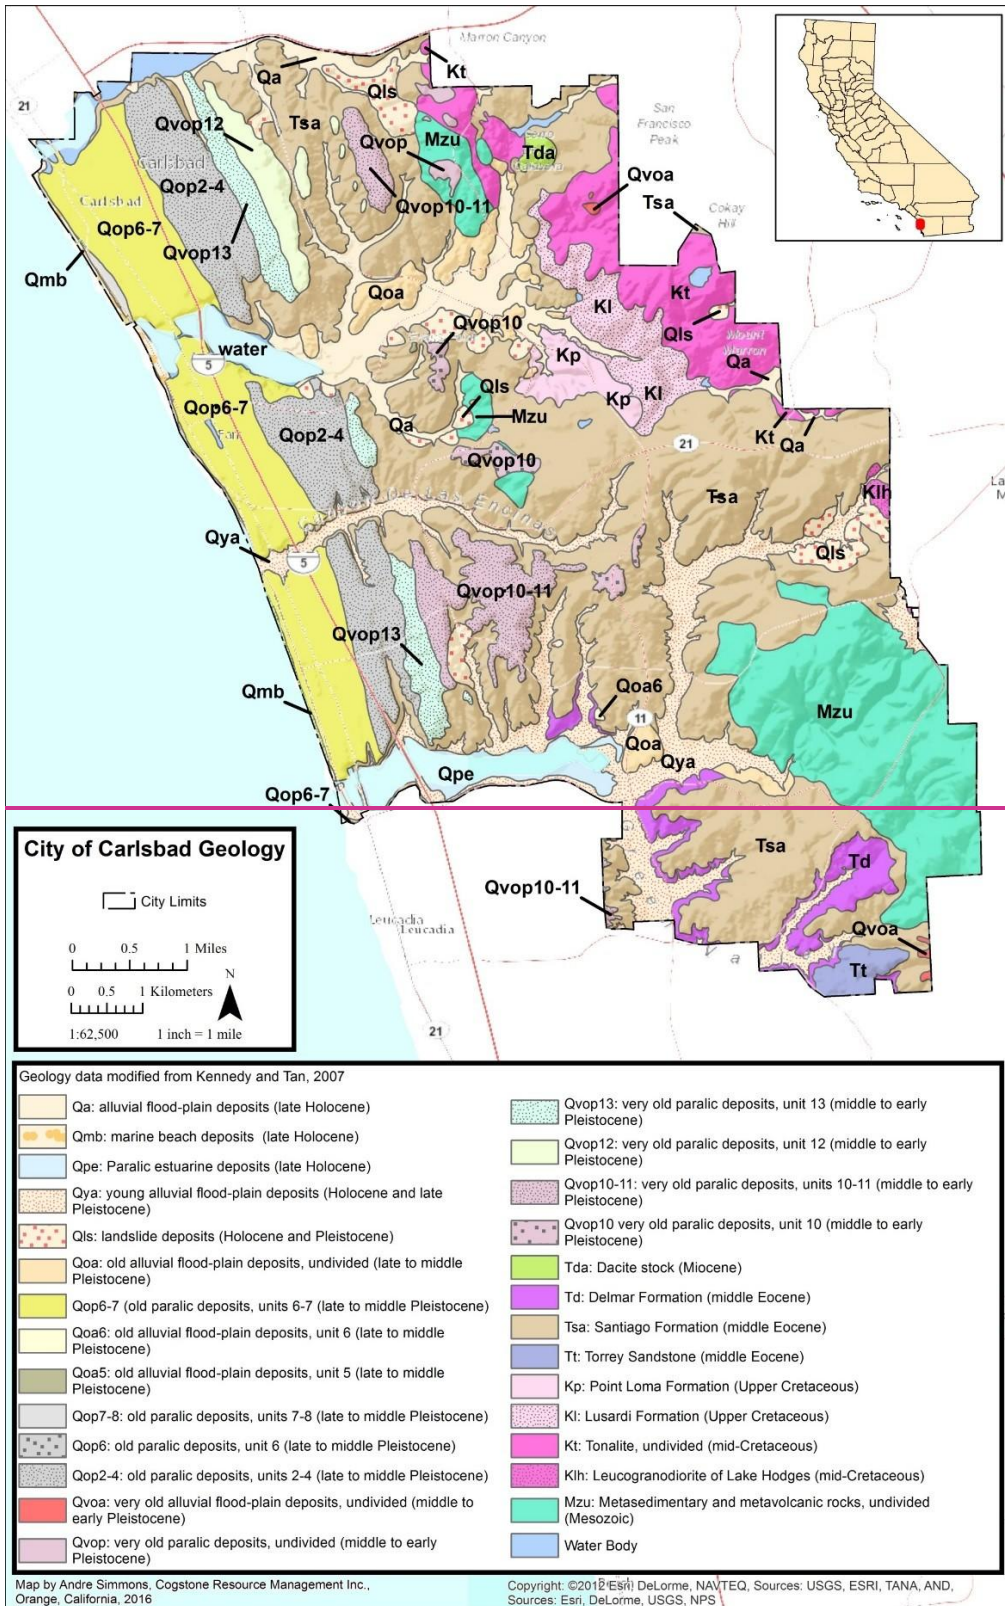 Marron Canyon
Kt
Qa
21
Qls
San
Francisco
Peak
Qvop12
Tsa
Qvop
Mzu
Tda
Carlsbad
Qop2-4
Qvoa
Carlsbad
Qvop10-11
Tsa
Cokay
Hill
Qop6-7
Qvop13
Qmb
Qoa
Kt
Kl
Qvop10
Qls
Mount
Marron
water
Kp
Qa
5
Qls
Kl
Qop6-7
Kp
Mzu
Qa
Kt
Qa
Qop2-4
21
Qvop10
La
M
Tsa
Klh
Encinas
Qya
5
Qls
Qvop10-11
Qvop13
Qoa6
Qmb
Mzu
11
Qoa
Qya
Qpe
Qop6-7
City of Carlsbad Geology
Tsa
Td
City Limits
Qvop10-11
Leucadia
Leucadia
Qvoa
0 0.5 1 Miles
Tt
0 0.5 1 Kilometers
N
1:62,500 1 inch = 1 mile
21
Geology data modified from Kennedy and Tan, 2007
Qa: alluvial flood-plain deposits (late Holocene)
Qmb: marine beach deposits (late Holocene)
Qpe: Paralic estuarine deposits (late Holocene)
Qya: young alluvial flood-plain deposits (Holocene and late
Pleistocene)
Qls: landslide deposits (Holocene and Pleistocene)
Qoa: old alluvial flood-plain deposits, undivided (late to middle
Pleistocene)
Qop6-7 (old paralic deposits, units 6-7 (late to middle Pleistocene)
Qoa6: old alluvial flood-plain deposits, unit 6 (late to middle
Pleistocene)
Qoa5: old alluvial flood-plain deposits, unit 5 (late to middle
Pleistocene)
Qop7-8: old paralic deposits, units 7-8 (late to middle Pleistocene)
Qop6: old paralic deposits, unit 6 (late to middle Pleistocene)
Qop2-4: old paralic deposits, units 2-4 (late to middle Pleistocene)
Qvoa: very old alluvial flood-plain deposits, undivided (middle to
early Pleistocene)
Qvop: very old paralic deposits, undivided (middle to early
Pleistocene)
Qvop13: very old paralic deposits, unit 13 (middle to early
Pleistocene)
Qvop12: very old paralic deposits, unit 12 (middle to early
Pleistocene)
Qvop10-11: very old paralic deposits, units 10-11 (middle to early
Pleistocene)
Qvop10 very old paralic deposits, unit 10 (middle to early
Pleistocene)
Tda: Dacite stock (Miocene)
Td: Delmar Formation (middle Eocene)
Tsa: Santiago Formation (middle Eocene)
Tt: Torrey Sandstone (middle Eocene)
Kp: Point Loma Formation (Upper Cretaceous)
Kl: Lusardi Formation (Upper Cretaceous)
Kt: Tonalite, undivided (mid-Cretaceous)
Klh: Leucogranodiorite of Lake Hodges (mid-Cretaceous)
Mzu: Metasedimentary and metavolcanic rocks, undivided
(Mesozoic)
Water Body
Map by Andre Simmons, Cogstone Resource Management Inc.,
Orange, California, 2016
Copyright: ©2012 Esri, DeLorme, NAVTEQ, Sources: USGS, ESRI, TANA, AND,
Sources: Esri, DeLorme, USGS, NPS